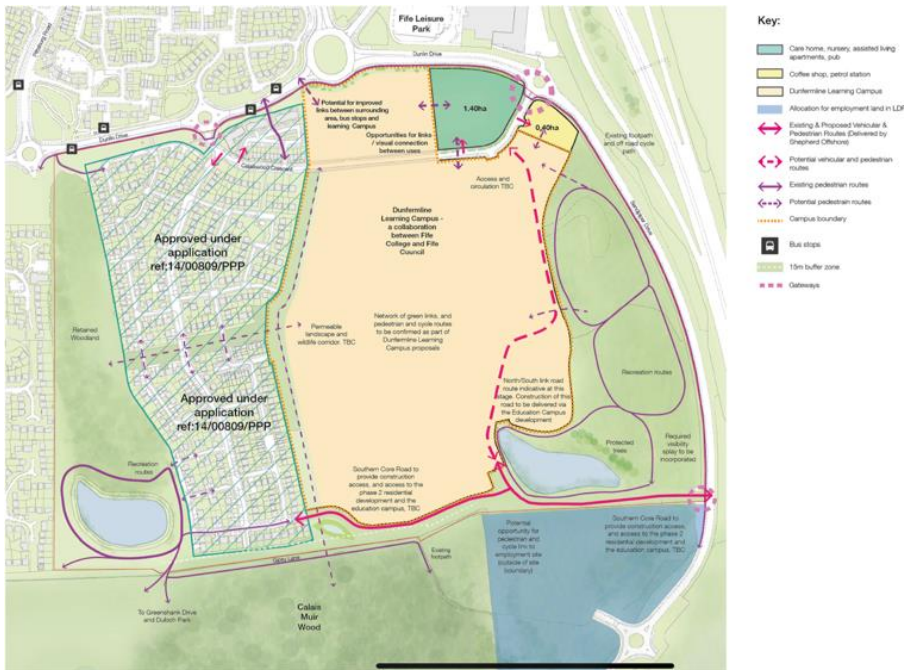 Fife Leisure
Park
Dunlin Drive
Pitbauchlie Road
Key:
Care home, nursery, assisted living
apartments, pub
Coffee shop, petrol station
Dunfermline Learning Campus
Allocation for employment land in LDP
Existing & Proposed Vehicular &
Pedestrian Routes (Delivered by
Shepherd Offshore)
Potential vehicular and pedestrian
routes
Existing pedestrian routes
Potential pedestrain routes
Campus boundary
Bus stops
15m buffer zone
Gateways
Potential for improved
links between surrounding
area, bus stops and
learning Campus
Opportunities for links
/ visual connection
between uses
1.40ha
0.40ha
Existing footpath
and off road cycle
path
Sandpiper Drive
Dunlin Drive
Access and
circulation TBC
Dunfermline
Learning Campus -
a collaboration
between Fife
College and Fife
Council
Approved under
application
ref:14/00809/PPP
Retained
Woodland
Permeable
landscape and
wildlife corridor. TBC
Network of green links, and
pedestrian and cycle routes
to be confirmed as part of
Dunfermline Learning
Campus proposals
Recreation routes
North/South link road
route indicative at this
stage. Construction of this
road to be delivered via
the Education Campus
development
Approved under
application
ref:14/00809/PPP
Protected
trees
Required
visibility
splay to be
incorporated
Recreation
routes
Southern Core Road to
provide construction
access, and access to the
phase 2 residential
development and the
education campus, TBC
Potential
opportunity for
pedestrian and
cycle link to
employment site
(outside of site
boundary)
Southern Core Road to
provide construction access,
and access to the phase 2
residential development and
the education campus, TBC
Existing
footpath
To Greenshank Drive
and Duloch Park
Calais
Muir
Wood